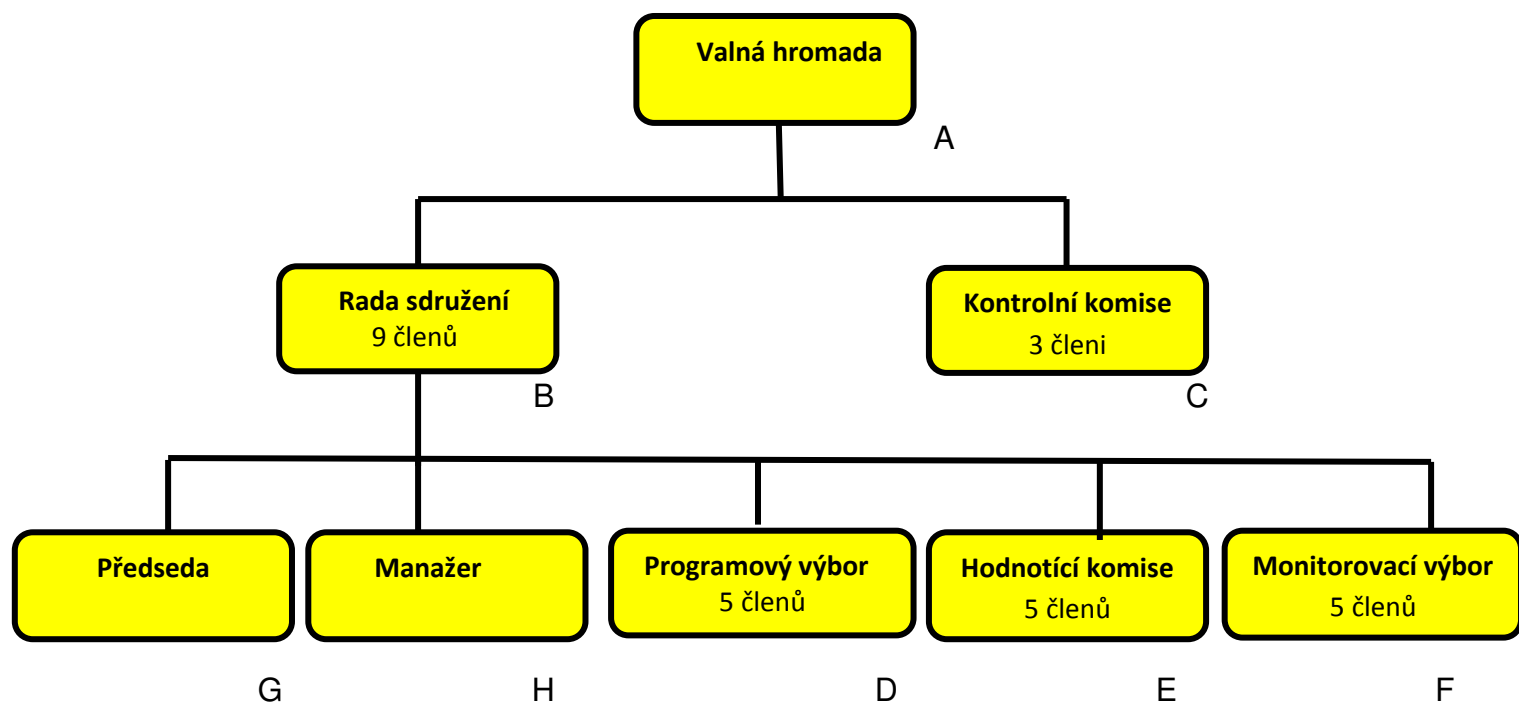 Valná hromada
A
Rada sdružení
9 členů
B
Kontrolní komise
3 členi
C
Předseda
G
Manažer
H
Programový výbor
5 členů
D
Hodnotící komise
5 členů
E
Monitorovací výbor
5 členů
F